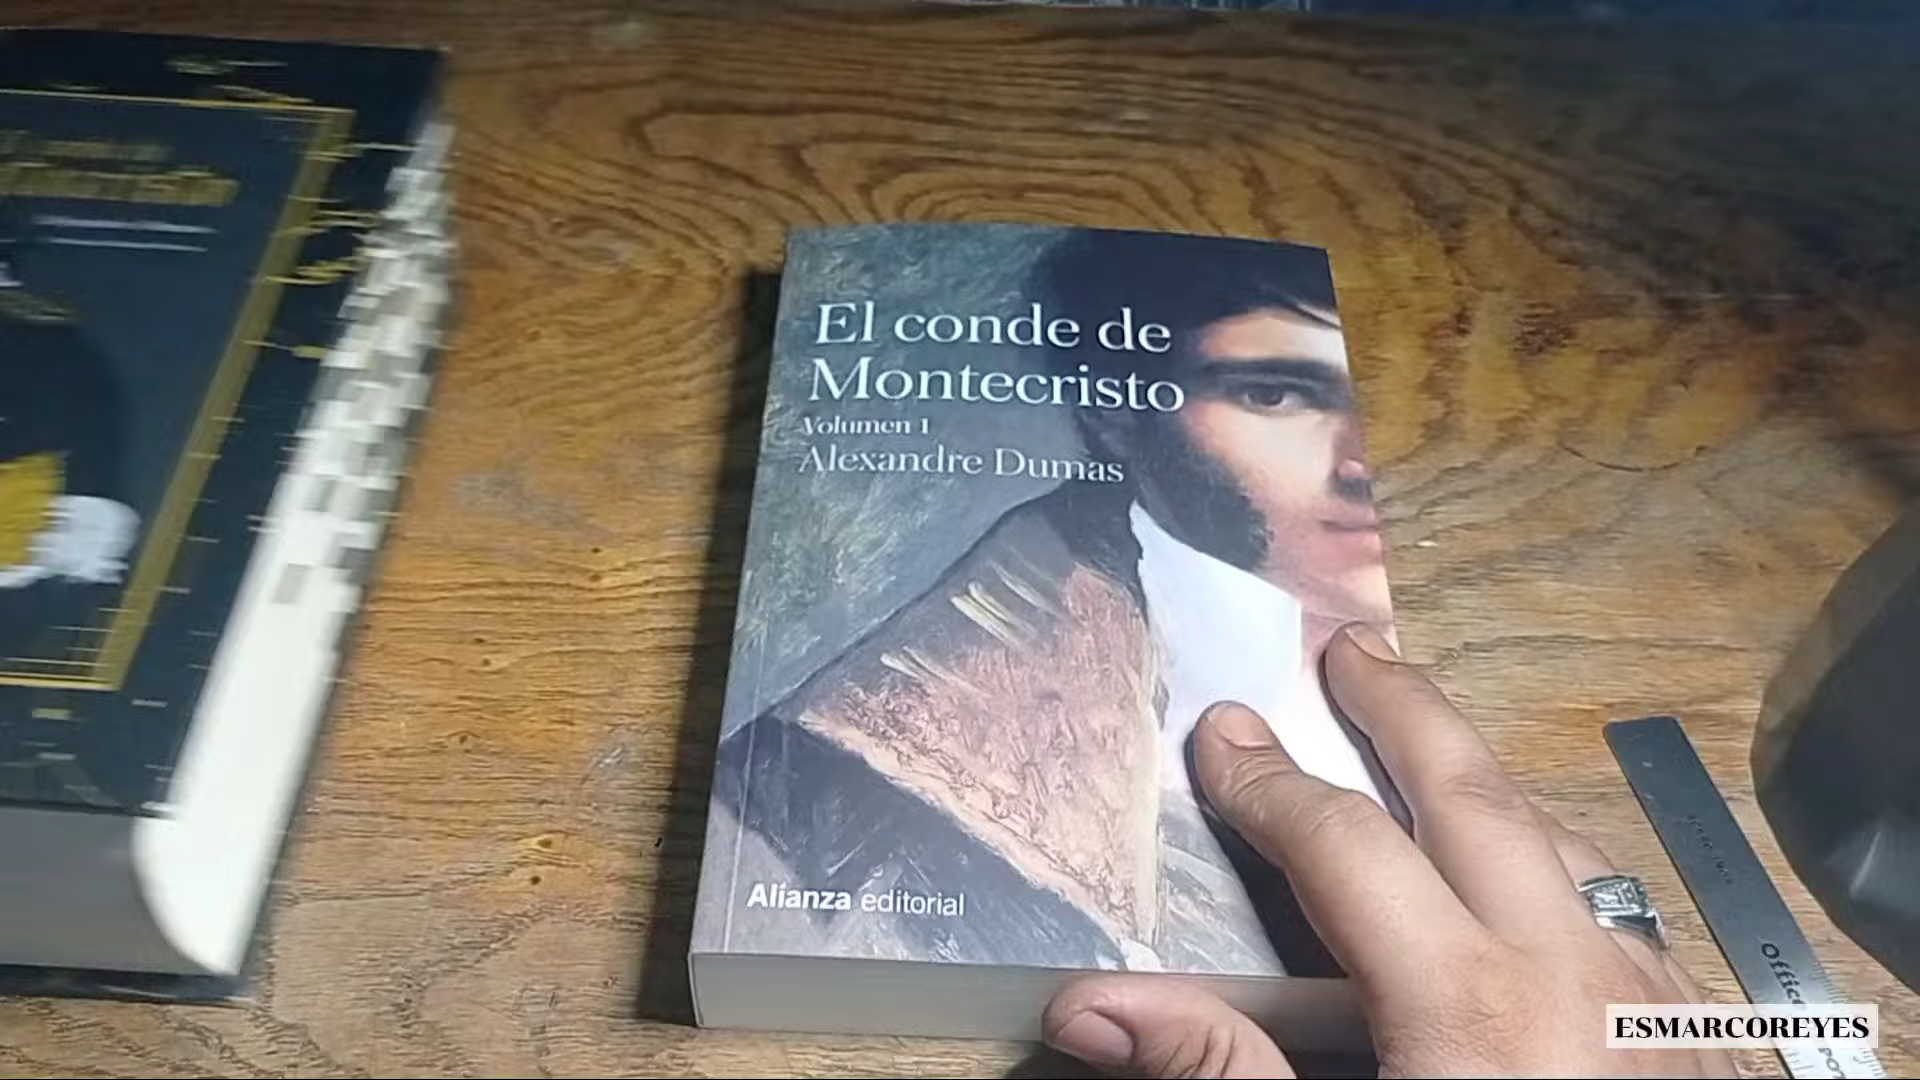 El conde de
Montecristo
Volumen 1
Alexandre Dumas
Alianza editorial
ESMARCOREYES